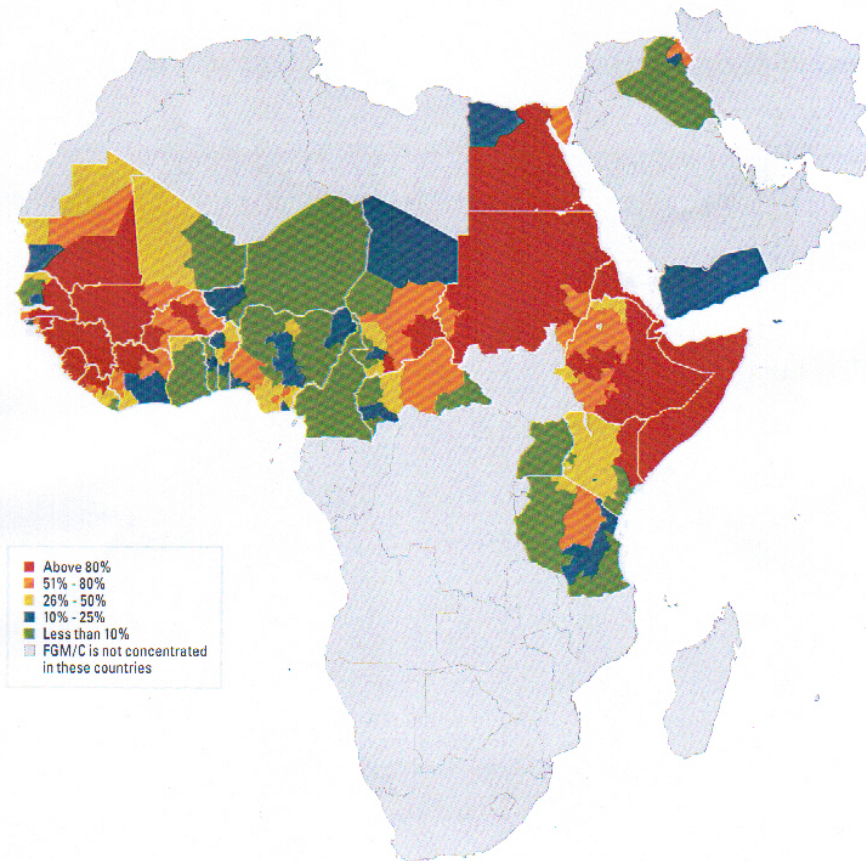 Above 80%
51% - 80%
26% - 50%
10% - 25%
Less than 10%
FGM/C is not concentrated
in these countries